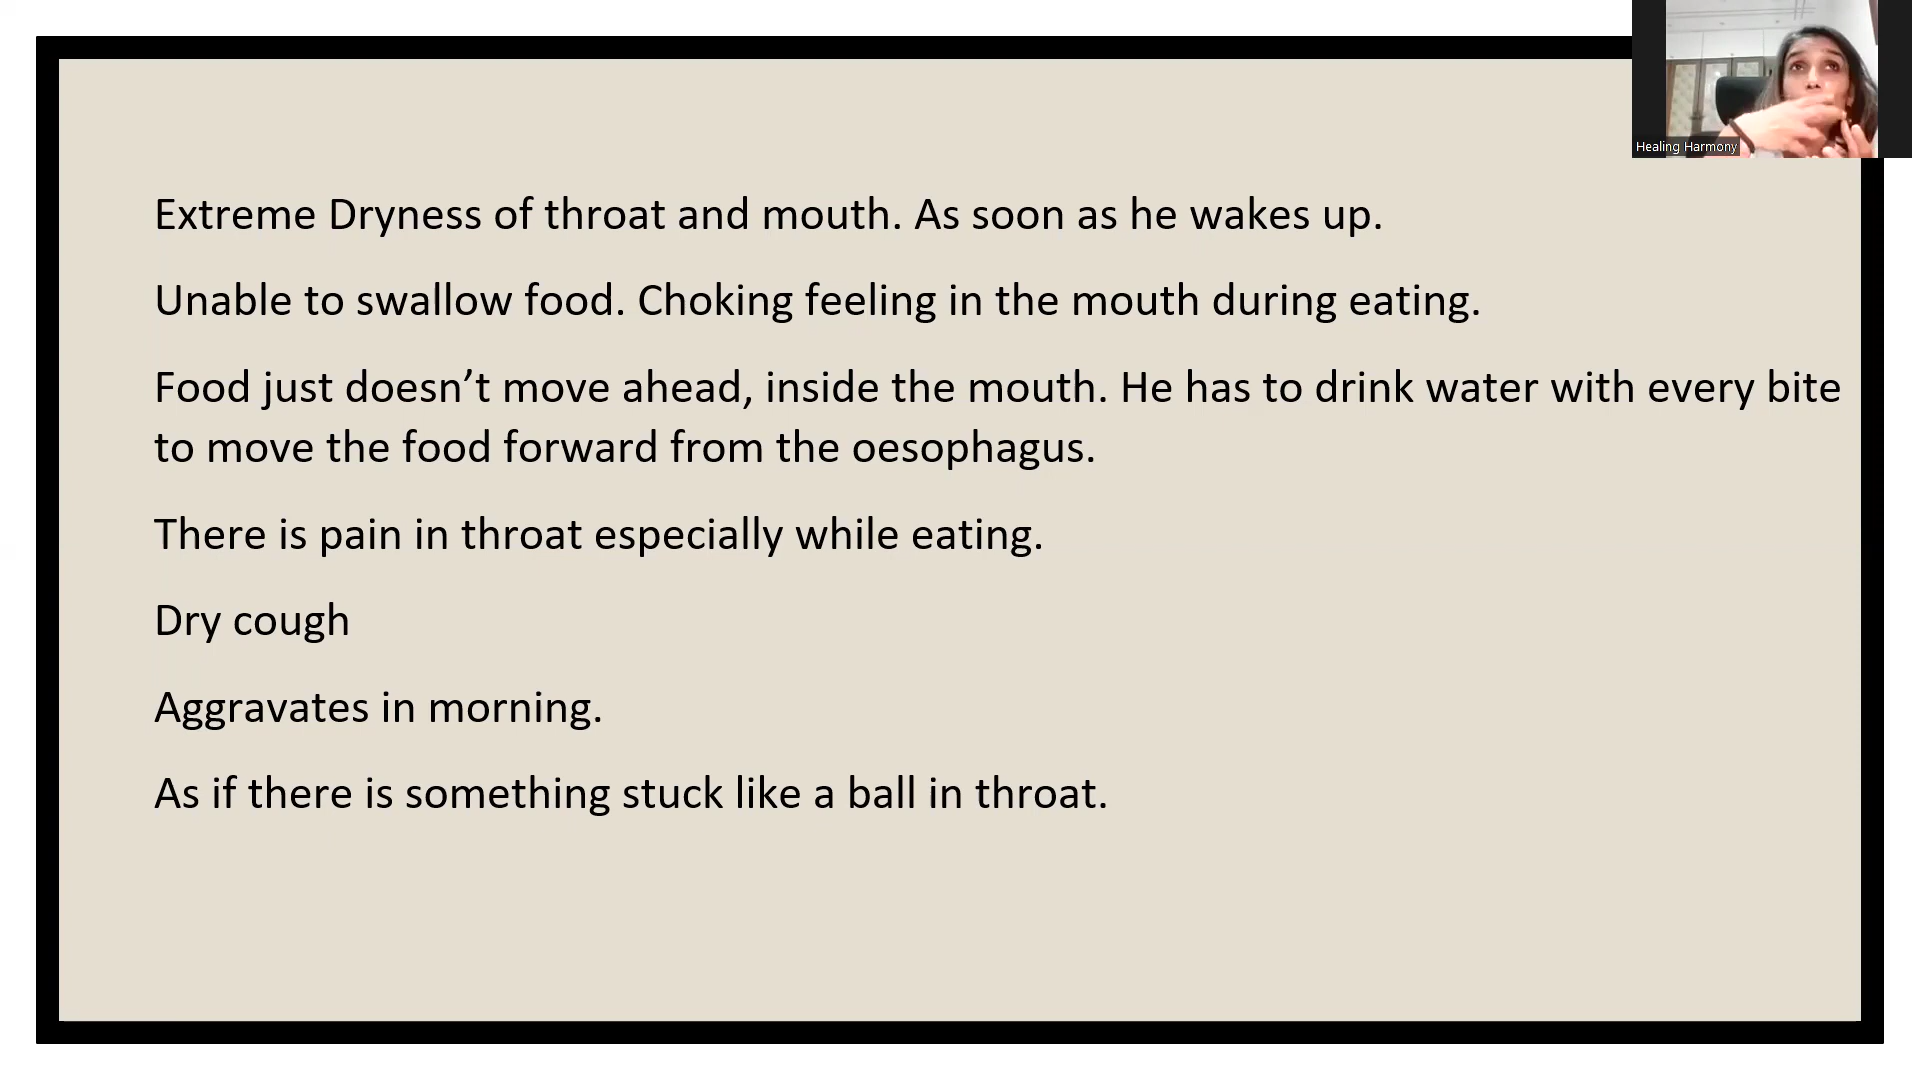 Healing Harmony
Extreme Dryness of throat and mouth. As soon as he wakes up.
Unable to swallow food. Choking feeling in the mouth during eating.
Food just doesn’t move ahead, inside the mouth. He has to drink water with every bite
to move the food forward from the oesophagus.
There is pain in throat especially while eating.
Dry cough
Aggravates in morning.
As if there is something stuck like a ball in throat.